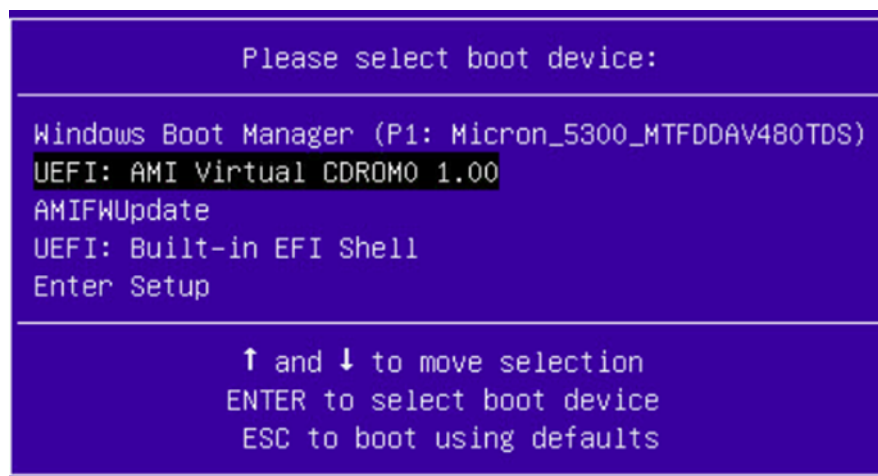 Please select boot device:
Windows Boot Manager (P1: Micron_5300_MTFDDAV480TDS)
UEFI: AMI Virtual CDROM0 1.00
AMIFWUpdate
UEFI: Built-in EFI Shell
Enter Setup
↑ and ↓ to move selection
ENTER to select boot device
ESC to boot using defaults